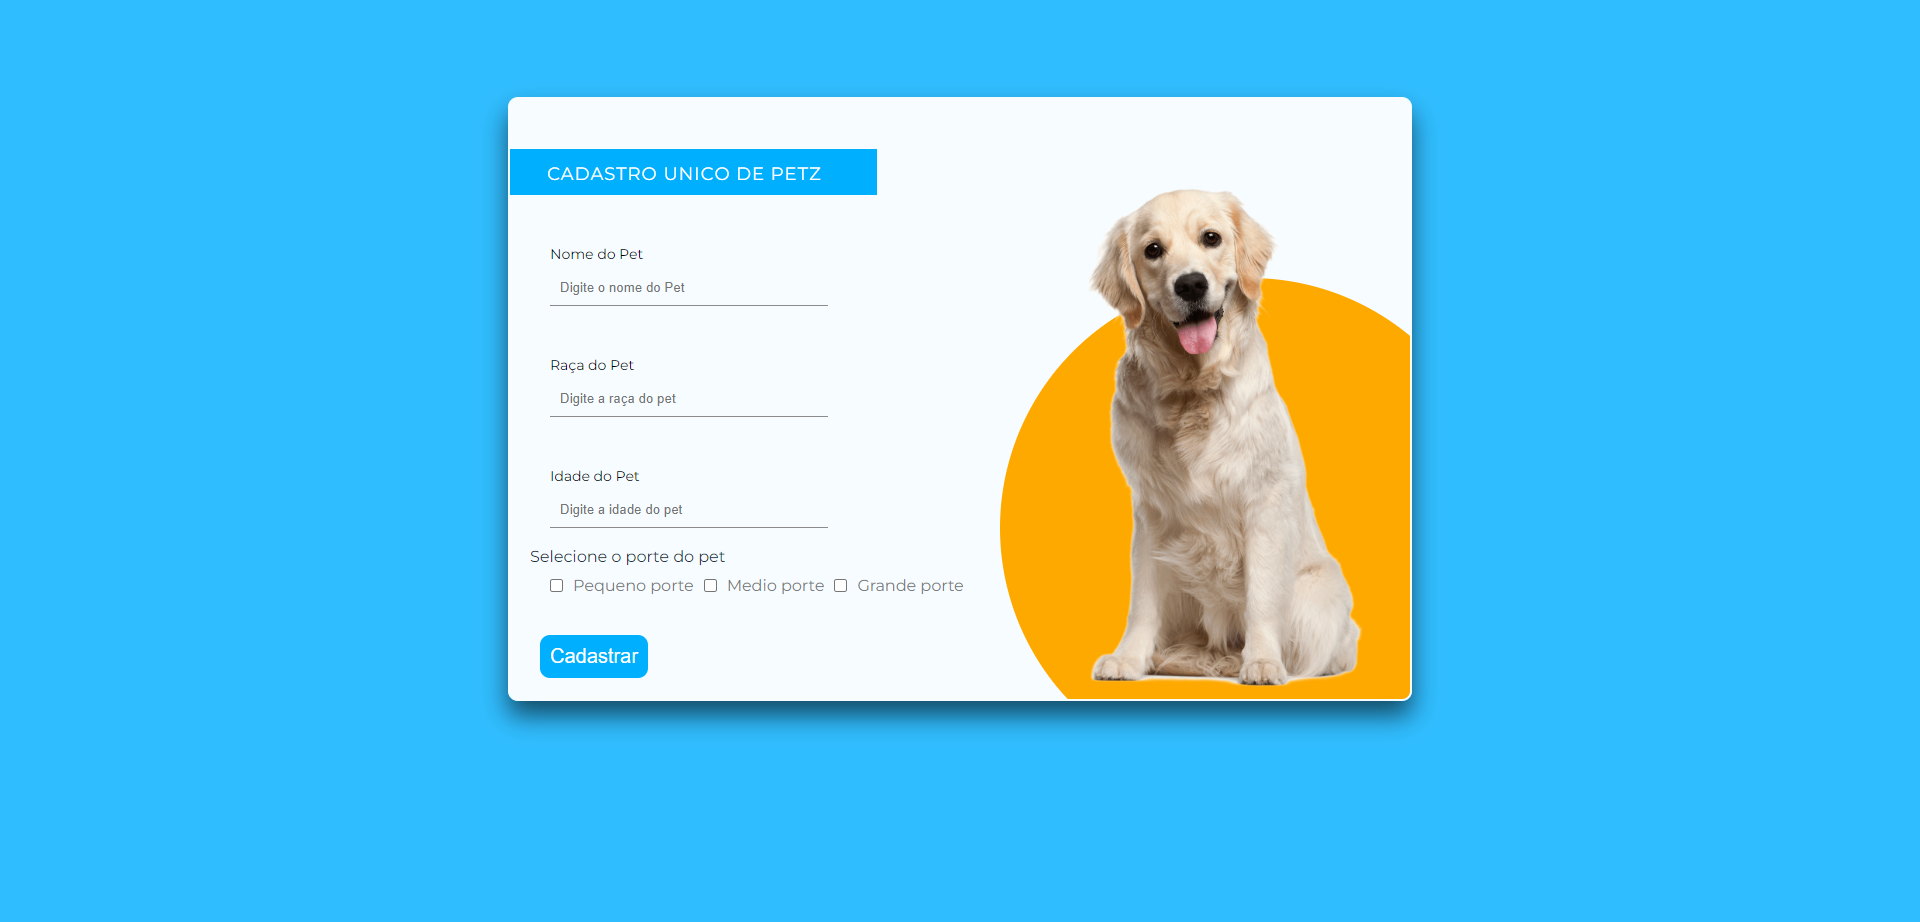 CADASTRO UNICO DE PETZ
Nome do Pet
Digite o nome do Pet
Raça do Pet
Digite a raça do pet
Idade do Pet
Digite a idade do pet
Selecione o porte do pet
Pequeno porte Medio porte Grande porte
Cadastrar